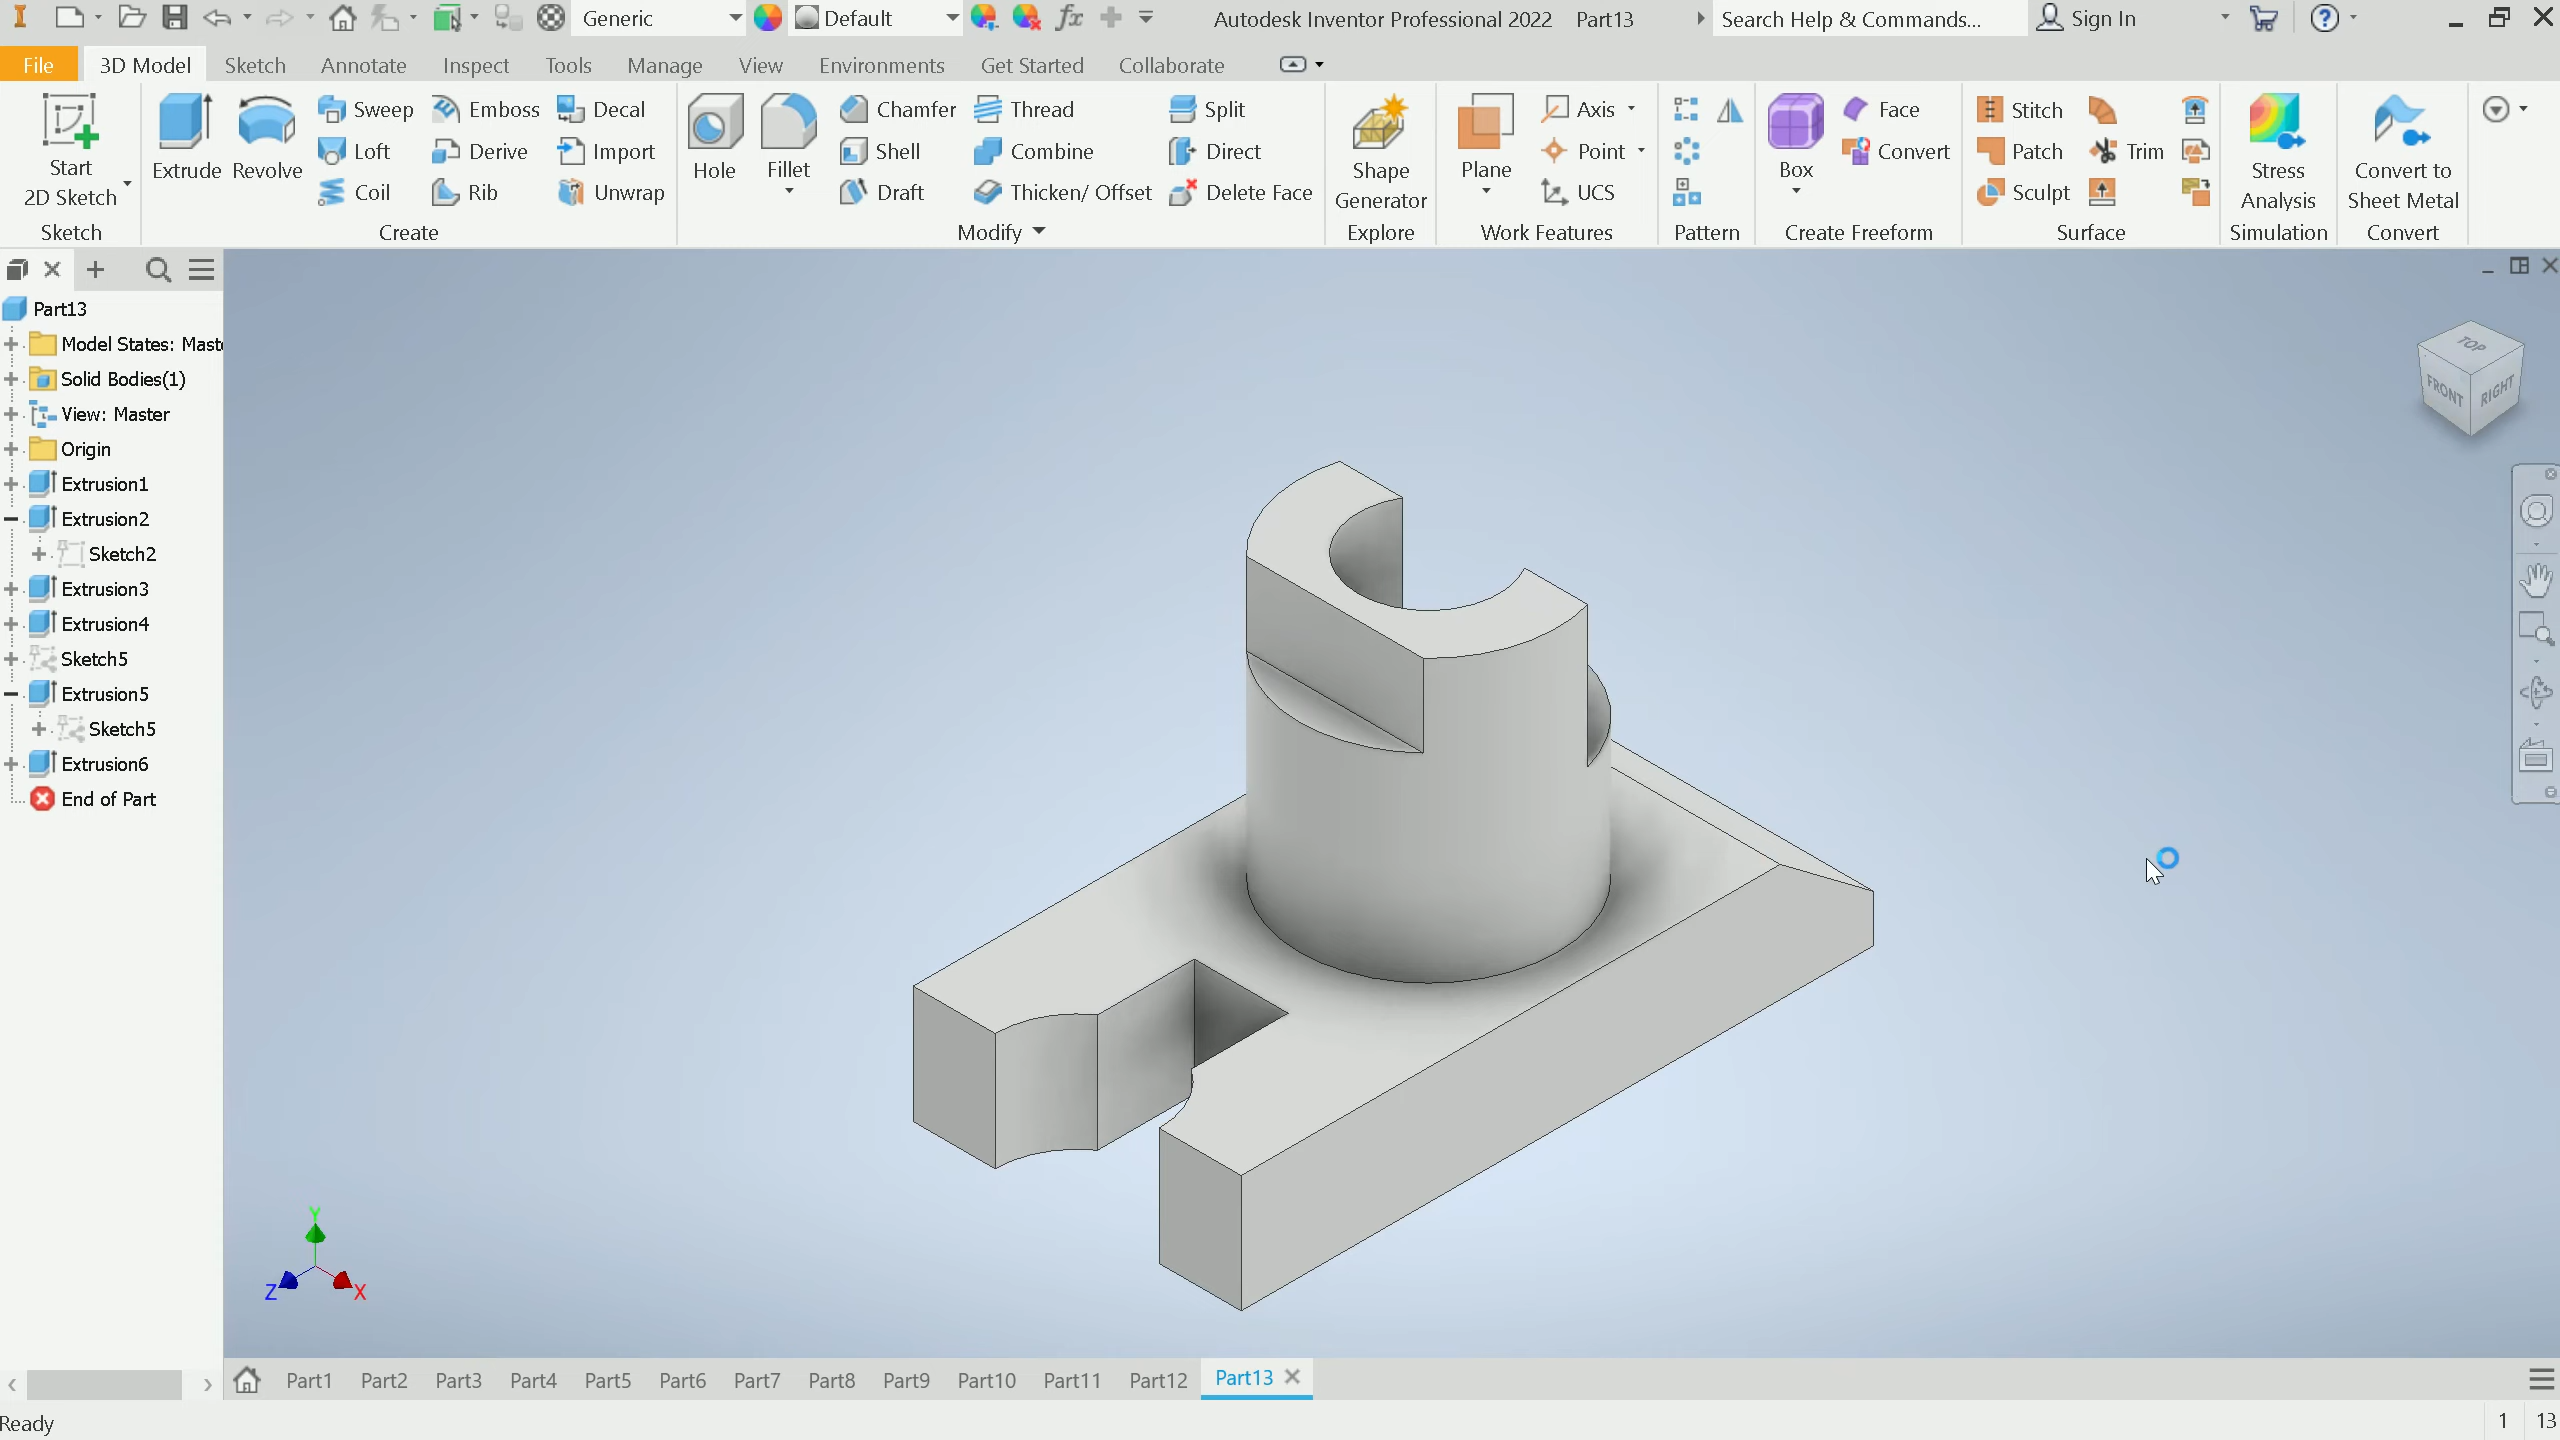 Generic Default fx Autodesk Inventor Professional 2022 Part13 Search Help & Commands... Sign In ?
File 3D Model Sketch Annotate Inspect Tools Manage View Environments Get Started Collaborate
Start
2D Sketch
Sketch
Extrude
Revolve
Sweep
Loft
Coil
Emboss
Derive
Rib
Decal
Import
Unwrap
Create
Hole
Fillet
Chamfer
Shell
Draft
Thread
Combine
Thicken/ Offset
Split
Direct
Delete Face
Modify
Shape
Generator
Explore
Plane
Axis
Point
UCS
Work Features
Pattern
Box
Face
Convert
Create Freeform
Stitch
Patch
Sculpt
Trim
Surface
Stress
Analysis
Simulation
Convert to
Sheet Metal
Convert
Part13
Model States: Maste
Solid Bodies(1)
View: Master
Origin
Extrusion1
Extrusion2
Sketch2
Extrusion3
Extrusion4
Sketch5
Extrusion5
Sketch5
Extrusion6
End of Part
TOP
FRONT
RIGHT
Y
Z
X
Part1 Part2 Part3 Part4 Part5 Part6 Part7 Part8 Part9 Part10 Part11 Part12 Part13
Ready
1 13